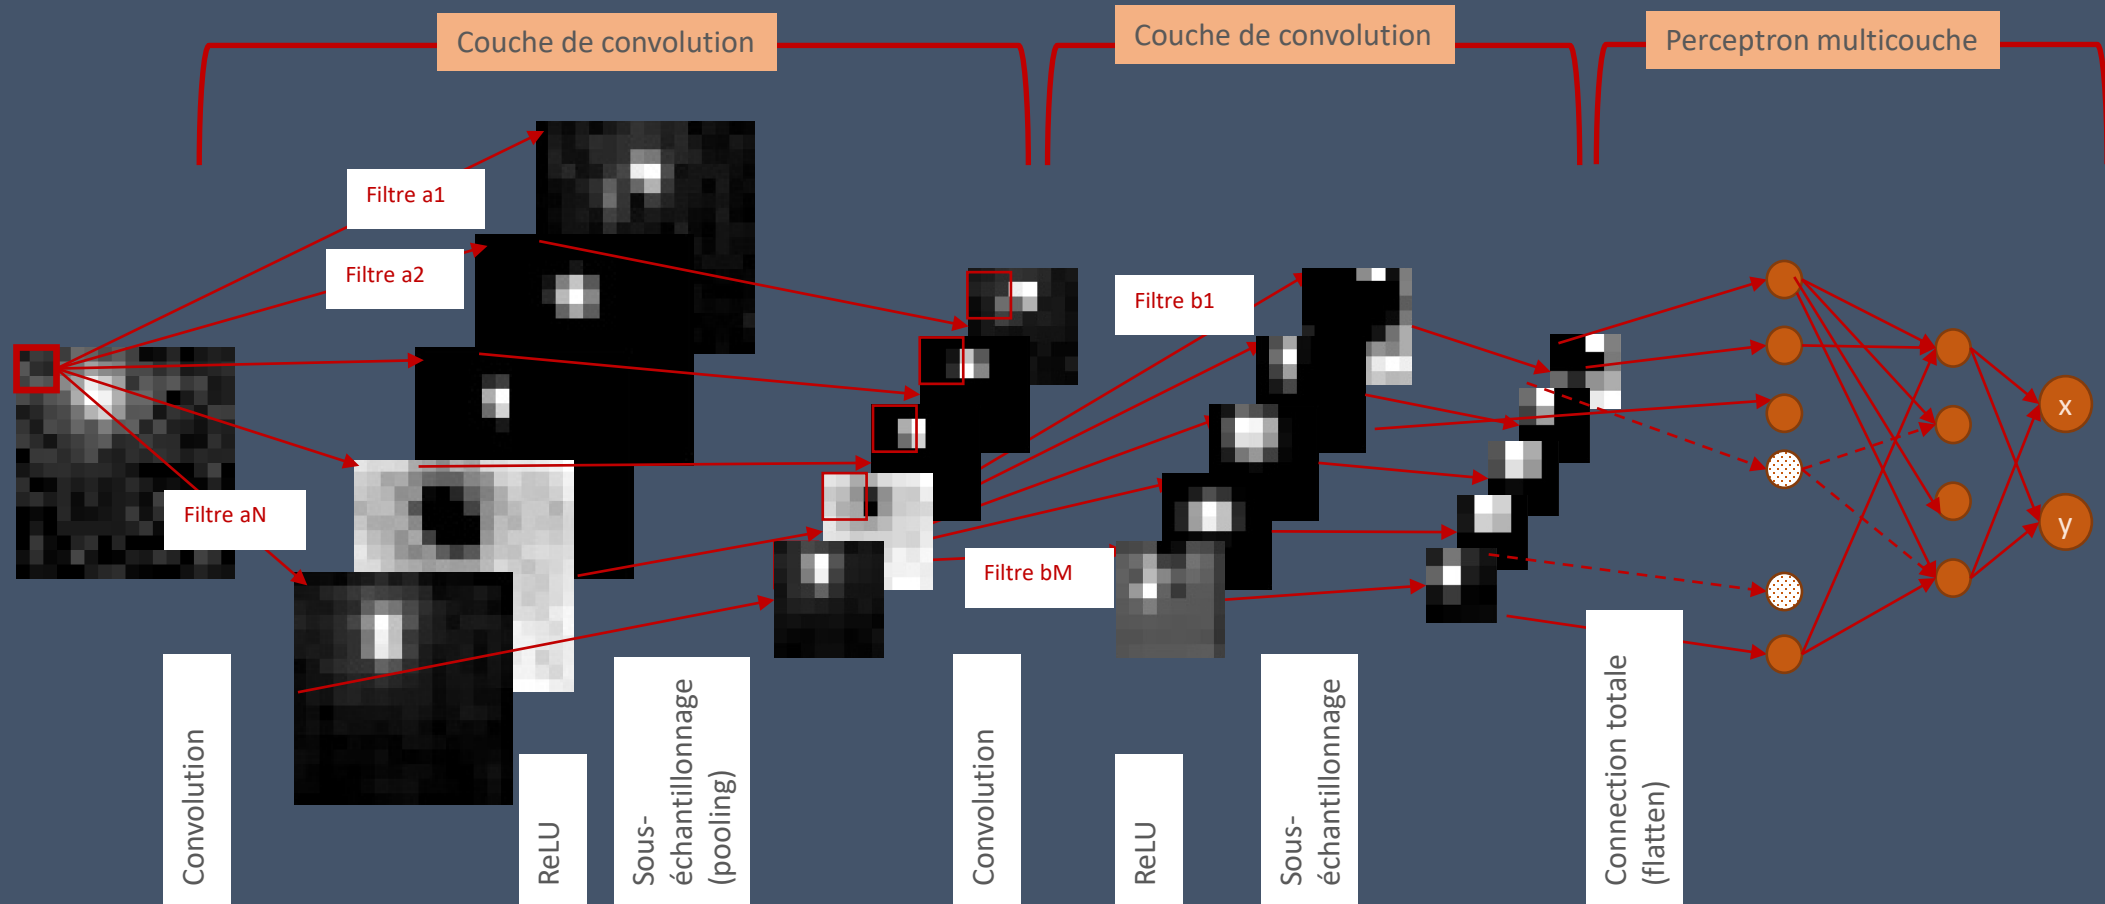 Couche de convolution
Couche de convolution
Perceptron multicouche
Filtre a1
Filtre a2
Filtre aN
Filtre b1
Filtre bM
x
y
Convolution
ReLU
Sous-
échantillonnage
(pooling)
Convolution
ReLU
Sous-
échantillonnage
Connection totale
(flatten)